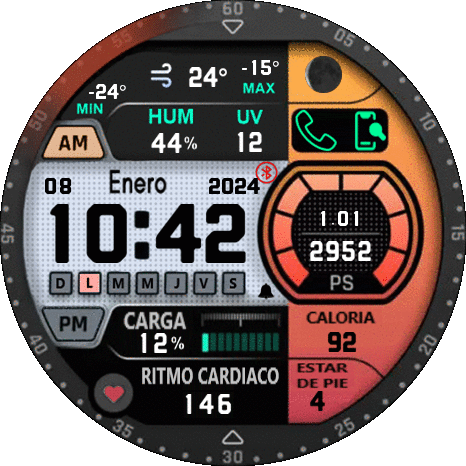 60
05
10
15
20
25
30
35
40
45
50
55
-24°
MIN
24°
-15°
MAX
HUM
44%
UV
12
AM
08 Enero 2024
10:42
D L M M J V S
PM
CARGA
12%
RITMO CARDIACO
146
1.01
2952
PS
CALORIA
92
ESTAR
DE PIE
4